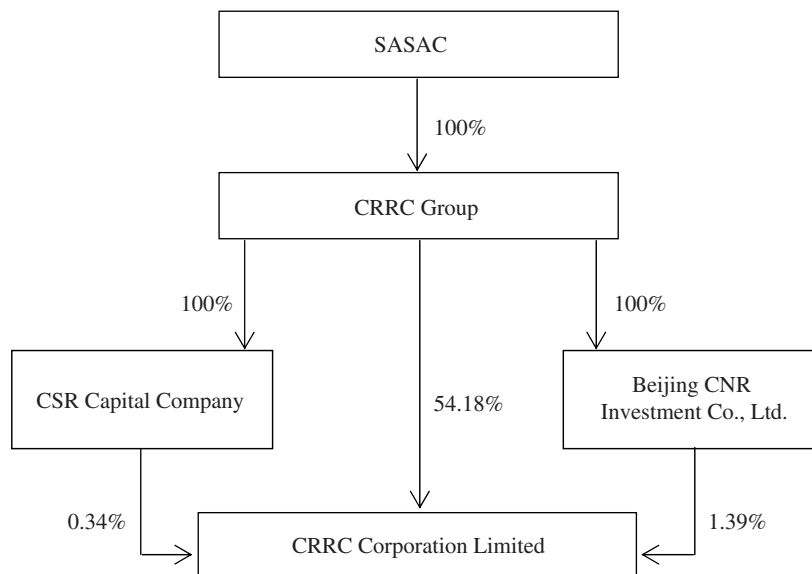 SASAC
100%
CRRC Group
100%
100%
CSR Capital Company
54.18%
Beijing CNR
Investment Co., Ltd.
0.34%
1.39%
CRRC Corporation Limited